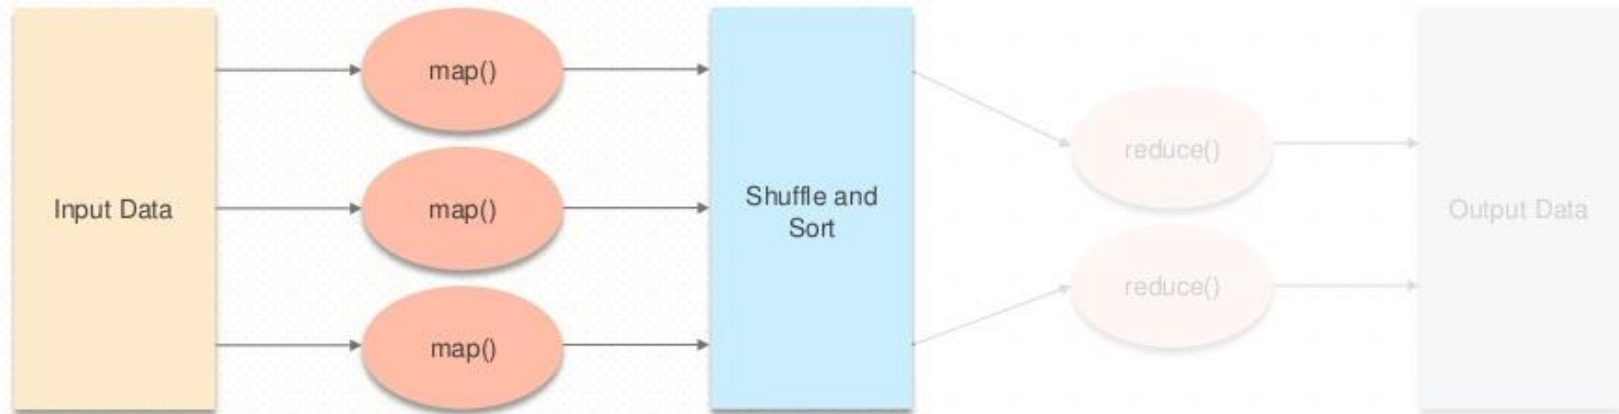 Input Data
map()
map()
map()
Shuffle and
Sort
reduce()
reduce()
Output Data